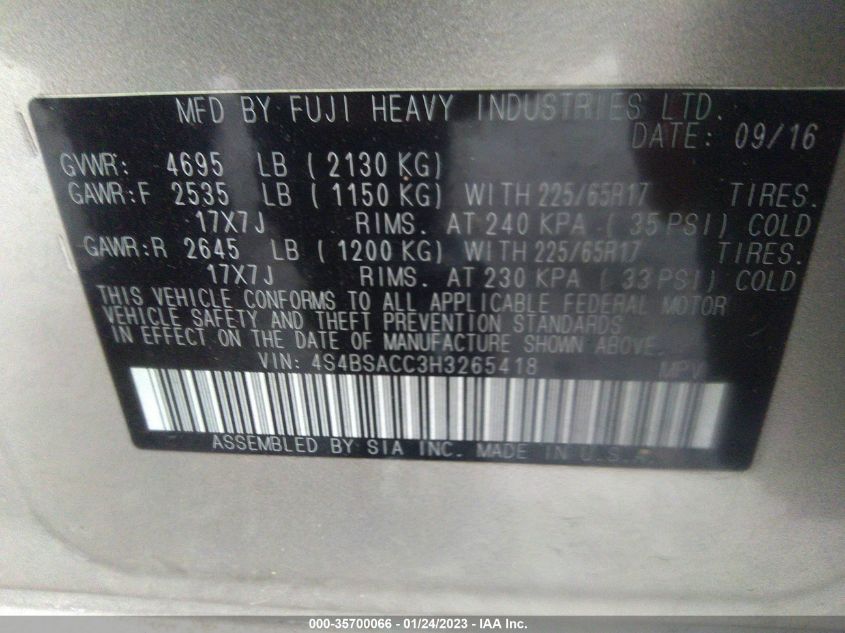 MFD BY FUJI HEAVY INDUSTRIES LTD.
DATE: 09/16
GVWR: 4695 LB ( 2130 KG)
GAWR:F 2535 LB ( 1150 KG) WITH 225/65R17 TIRES.
17X7J RIMS. AT 240 KPA ( 35 PSI) COLD
GAWR:R 2645 LB ( 1200 KG) WITH 225/65R17 TIRES.
17X7J RIMS. AT 230 KPA ( 33 PSI) COLD
THIS VEHICLE CONFORMS TO ALL APPLICABLE FEDERAL MOTOR
VEHICLE SAFETY AND THEFT PREVENTION STANDARDS
IN EFFECT ON THE DATE OF MANUFACTURE SHOWN ABOVE.
VIN: 4S4BSACC3H3265418 MPV
ASSEMBLED BY SIA INC. MADE IN U.S.A.
000-35700066 - 01/24/2023 - IAA Inc.